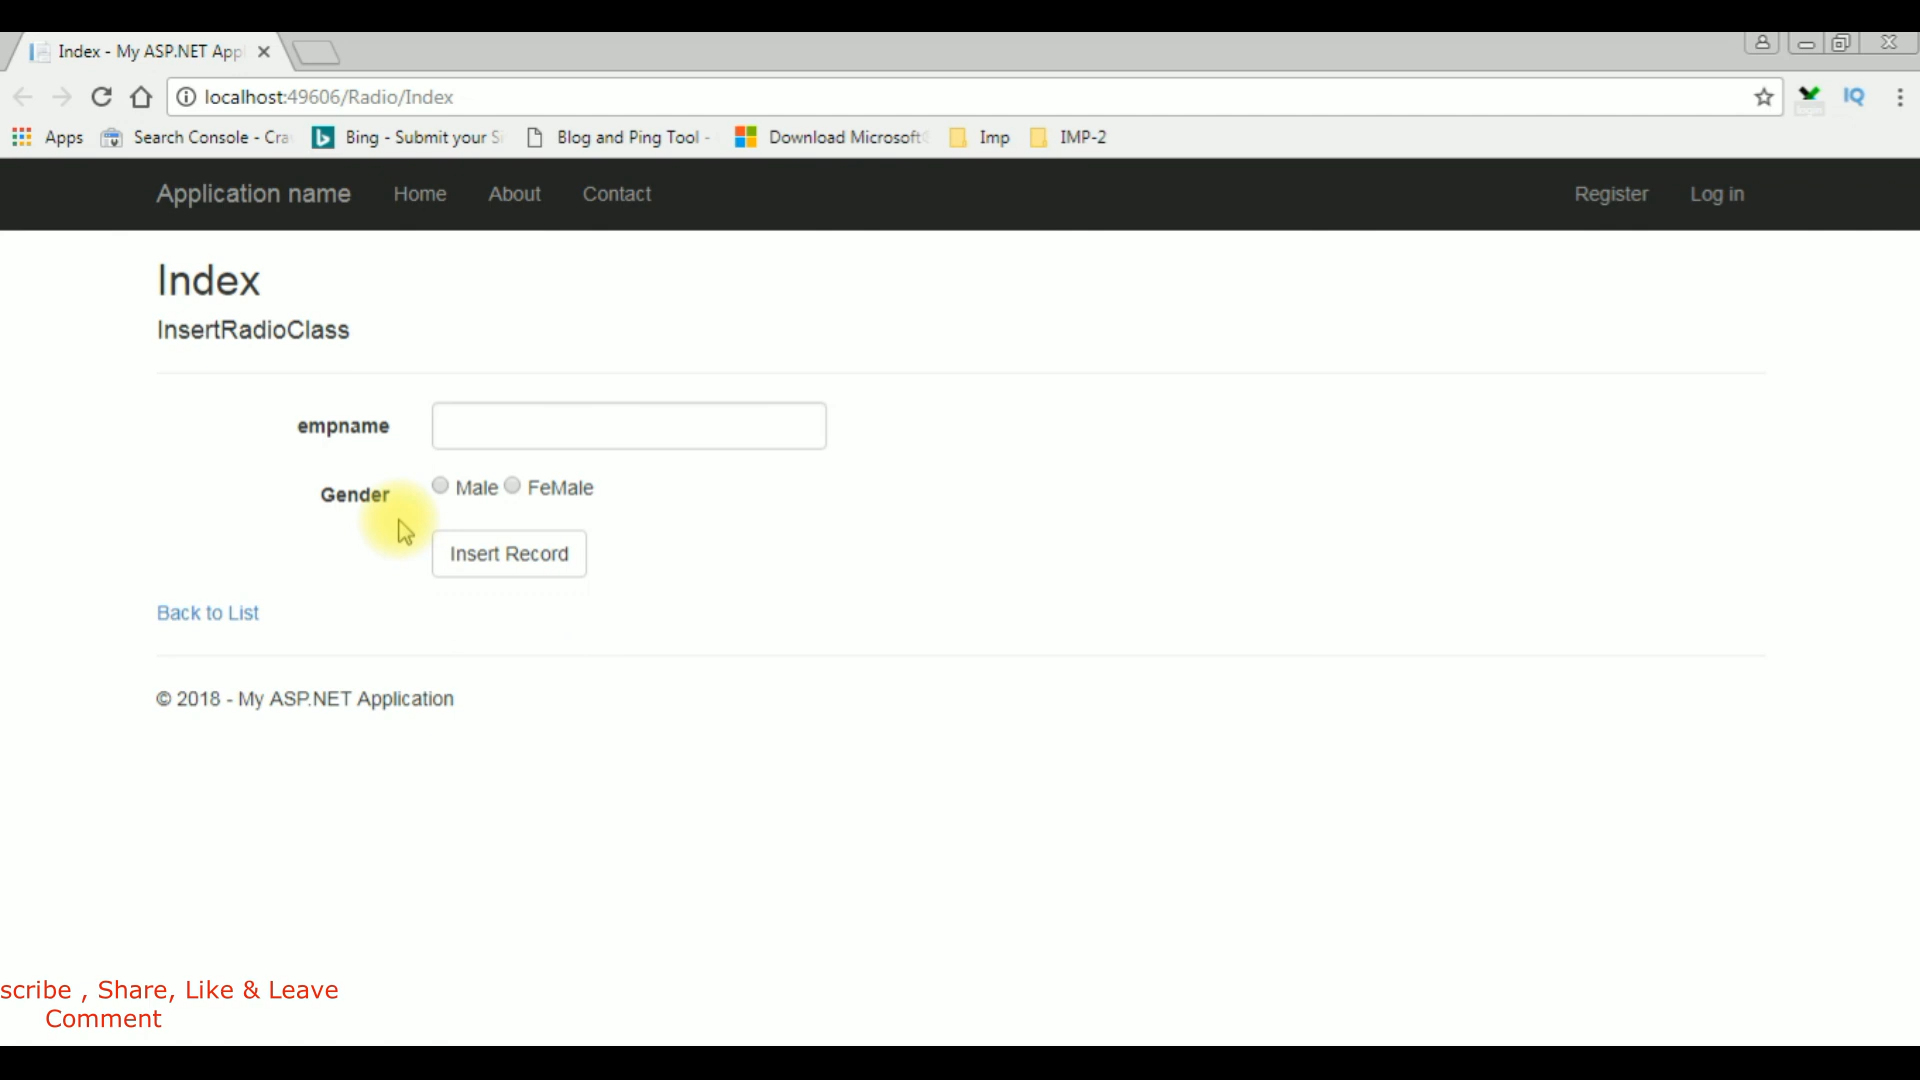 Index - My ASP.NET App
localhost:49606/Radio/Index
IQ
Apps Search Console - Cra Bing - Submit your S Blog and Ping Tool - Download Microsoft Imp IMP-2
Application name Home About Contact Register Log in
Index
InsertRadioClass
empname
Gender Male FeMale
Insert Record
Back to List
© 2018 - My ASP.NET Application
scribe , Share, Like & Leave
Comment